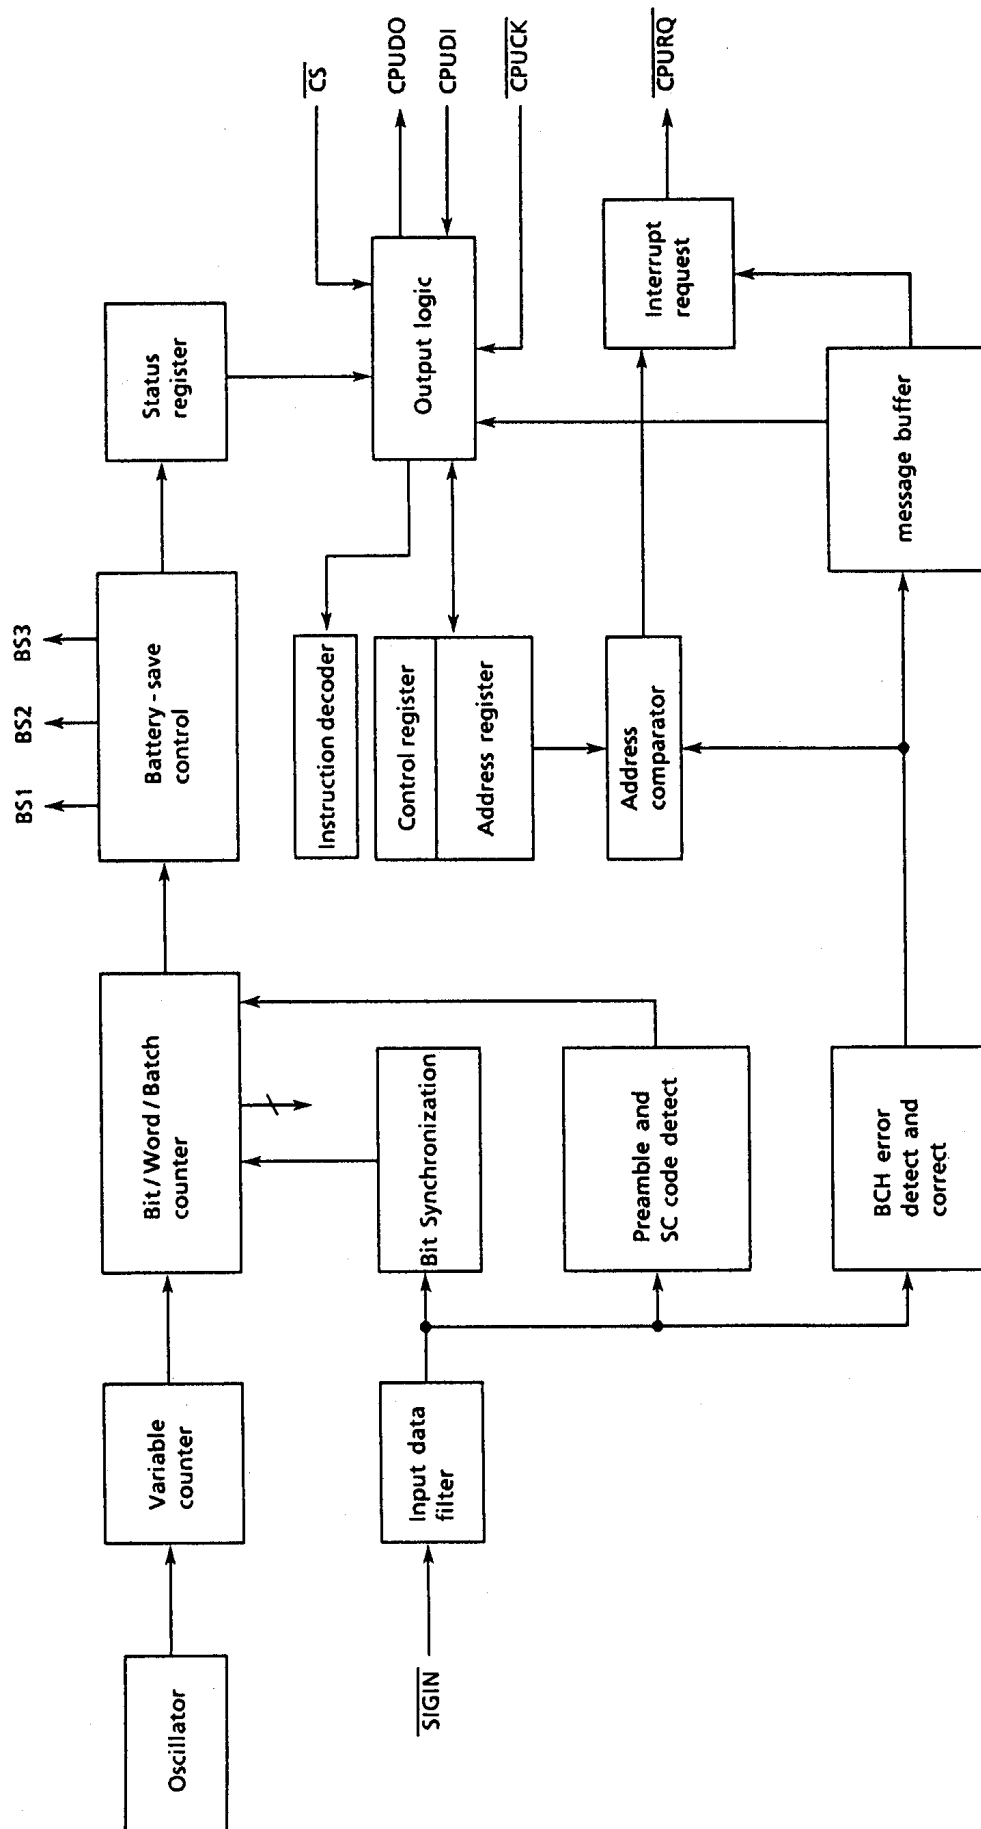 Oscillator
Variable
counter
Bit / Word / Batch
counter
BS1
BS2
BS3
Battery - save
control
Status
register
SIGIN
Input data
filter
Bit Synchronization
Preamble and
SC code detect
BCH error
detect and
correct
Instruction decoder
Control register
Address register
Address
comparator
message buffer
Output logic
Interrupt
request
CS
CPUDO
CPUDI
CPUCK
CPURQ